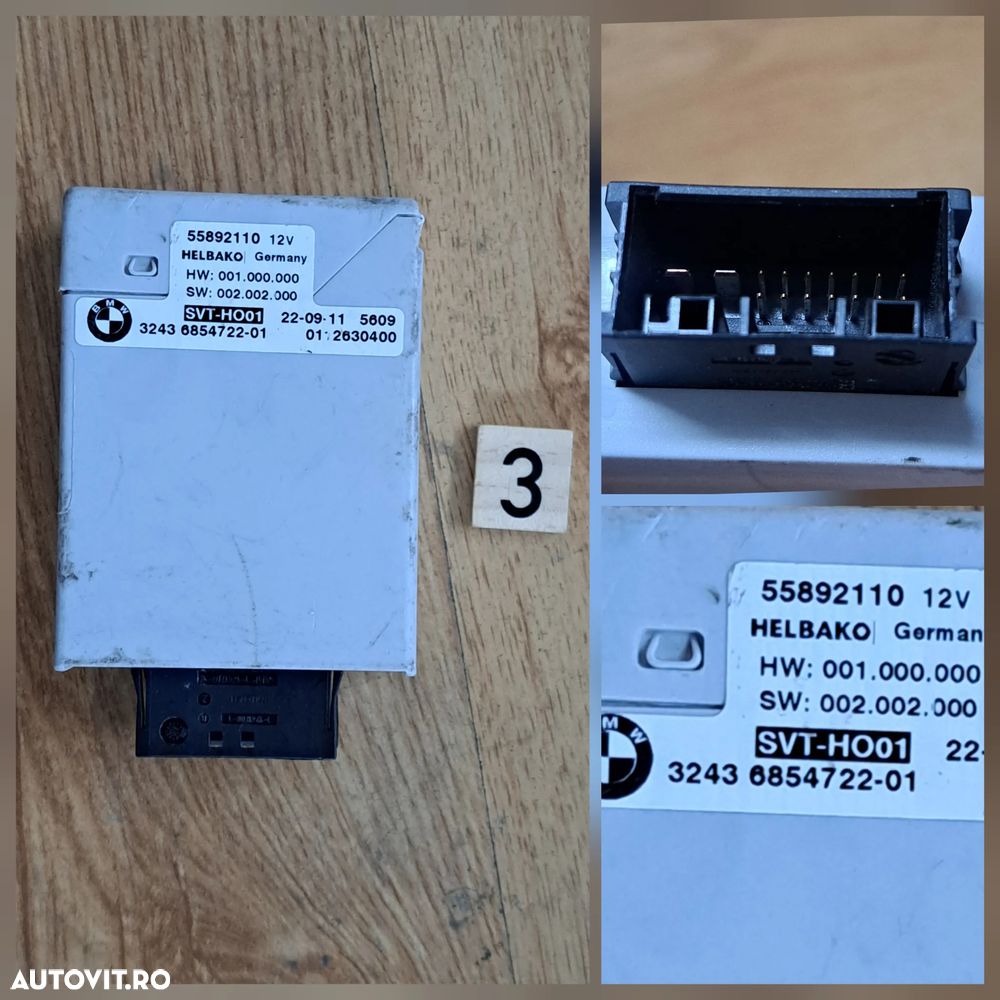 55892110 12V
HELBAKO Germany
HW: 001.000.000
SW: 002.002.000
BMW
SVT-HO01 22-09-11 5609
3243 6854722-01 2630400
3
55892110 12V
HELBAKO German
HW: 001.000.000
SW: 002.002.000
M W
SVT-HO01 22-
3243 6854722-01
AUTOVIT.RO